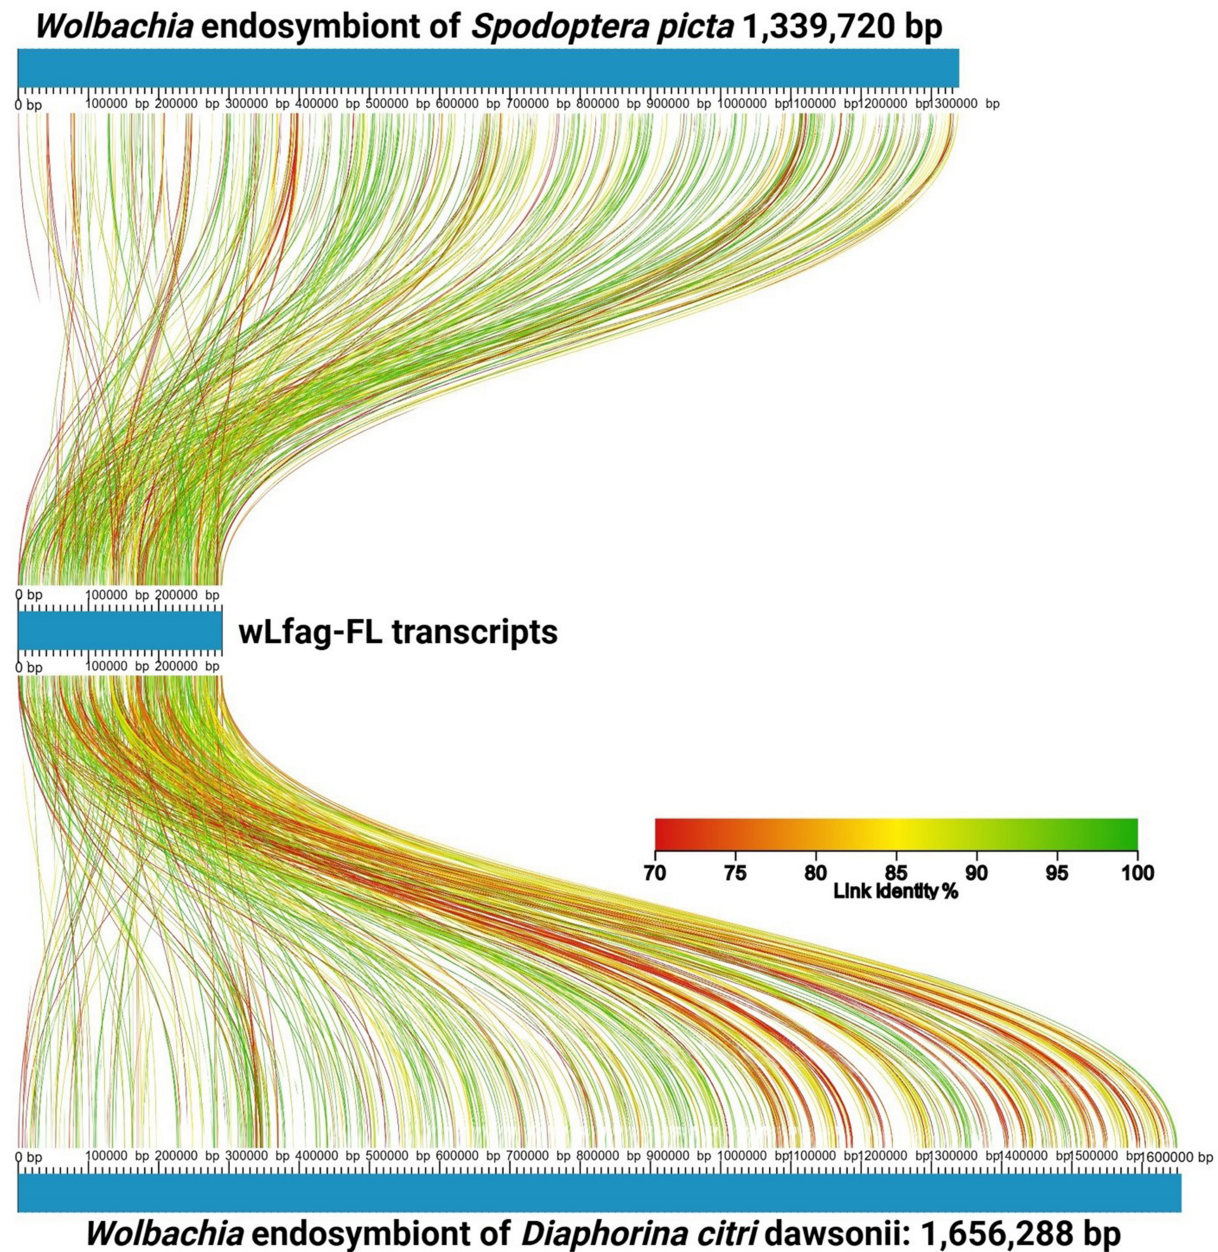 Wolbachia endosymbiont of Spodoptera picta 1,339,720 bp
0 bp 100000 bp 200000 bp 300000 bp 400000 bp 500000 bp 600000 bp 700000 bp 800000 bp 900000 bp 1000000 bp 1100000 bp 1200000 bp 1300000 bp
0 bp 100000 bp 200000 bp
wLfag-FL transcripts
0 bp 100000 bp 200000 bp
70 75 80 85 90 95 100
Link identity %
0 bp 100000 bp 200000 bp 300000 bp 400000 bp 500000 bp 600000 bp 700000 bp 800000 bp 900000 bp 1000000 bp 1100000 bp 1200000 bp 1300000 bp 1400000 bp 1500000 bp 1600000 bp
Wolbachia endosymbiont of Diaphorina citri dawsonii: 1,656,288 bp